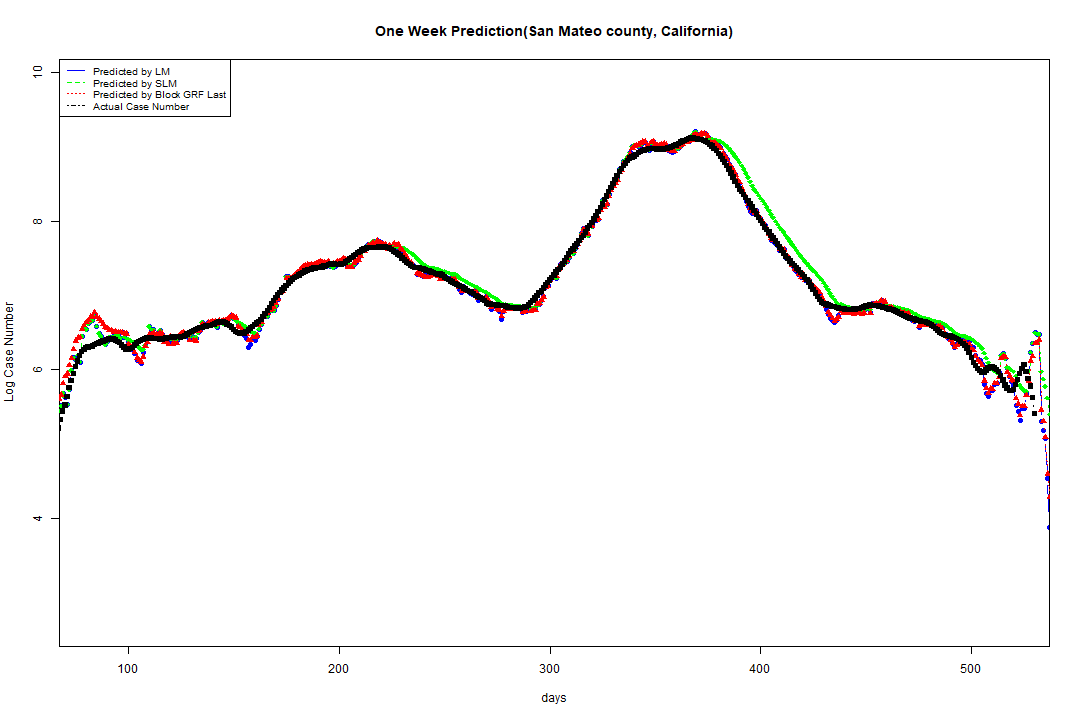 One Week Prediction(San Mateo county, California)
Predicted by LM
Predicted by SLM
Predicted by Block GRF Last
Actual Case Number
10
8
6
4
Log Case Number
100 200 300 400 500
days